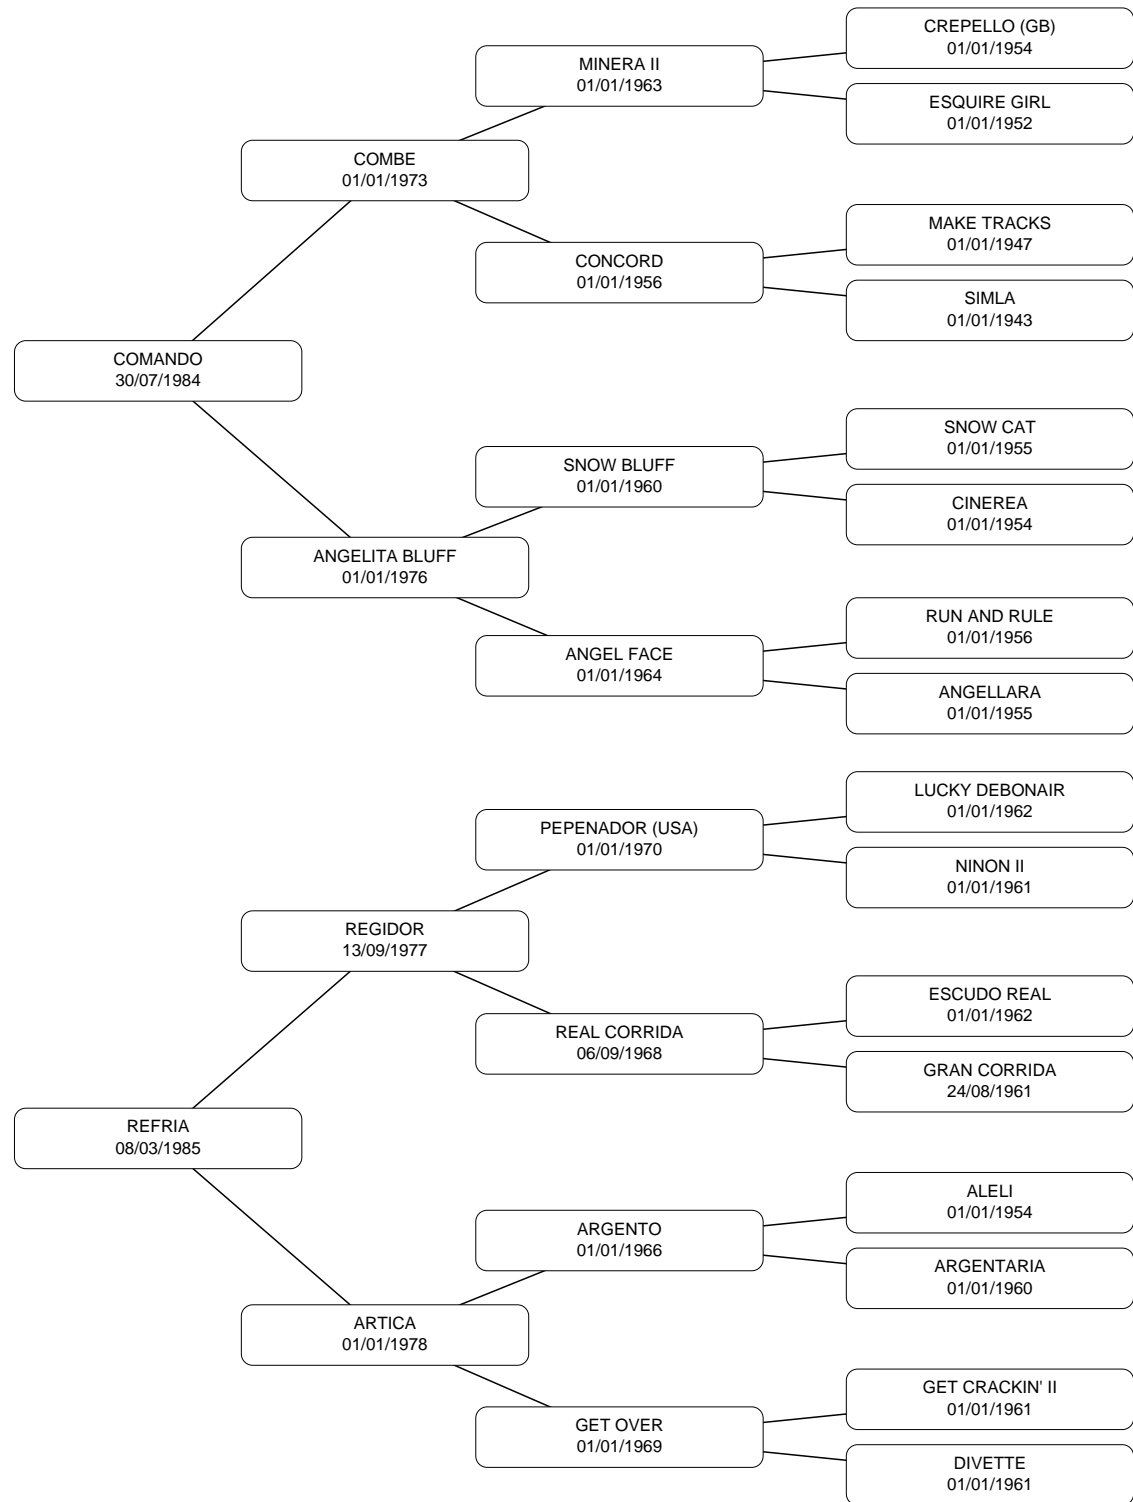 CREPELLO (GB)
01/01/1954
MINERA II
01/01/1963
ESQUIRE GIRL
01/01/1952
COMBE
01/01/1973
MAKE TRACKS
01/01/1947
CONCORD
01/01/1956
SIMLA
01/01/1943
COMANDO
30/07/1984
SNOW CAT
01/01/1955
SNOW BLUFF
01/01/1960
CINEREA
01/01/1954
ANGELITA BLUFF
01/01/1976
RUN AND RULE
01/01/1956
ANGEL FACE
01/01/1964
ANGELLARA
01/01/1955
LUCKY DEBONAIR
01/01/1962
PEPENADOR (USA)
01/01/1970
NINON II
01/01/1961
REGIDOR
13/09/1977
ESCUDO REAL
01/01/1962
REAL CORRIDA
06/09/1968
GRAN CORRIDA
24/08/1961
REFRIA
08/03/1985
ALELI
01/01/1954
ARGENTO
01/01/1966
ARGENTARIA
01/01/1960
ARTICA
01/01/1978
GET CRACKIN' II
01/01/1961
GET OVER
01/01/1969
DIVETTE
01/01/1961